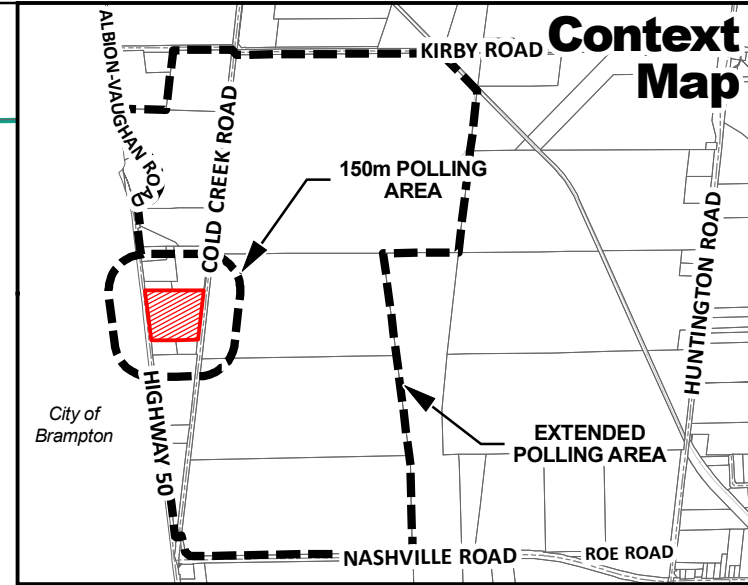 Context
Map
ALBION-VAUGHAN ROAD
KIRBY ROAD
COLD CREEK ROAD
150m POLLING
AREA
HUNTINGTON ROAD
HIGHWAY 50
City of
Brampton
EXTENDED
POLLING AREA
NASHVILLE ROAD
ROE ROAD